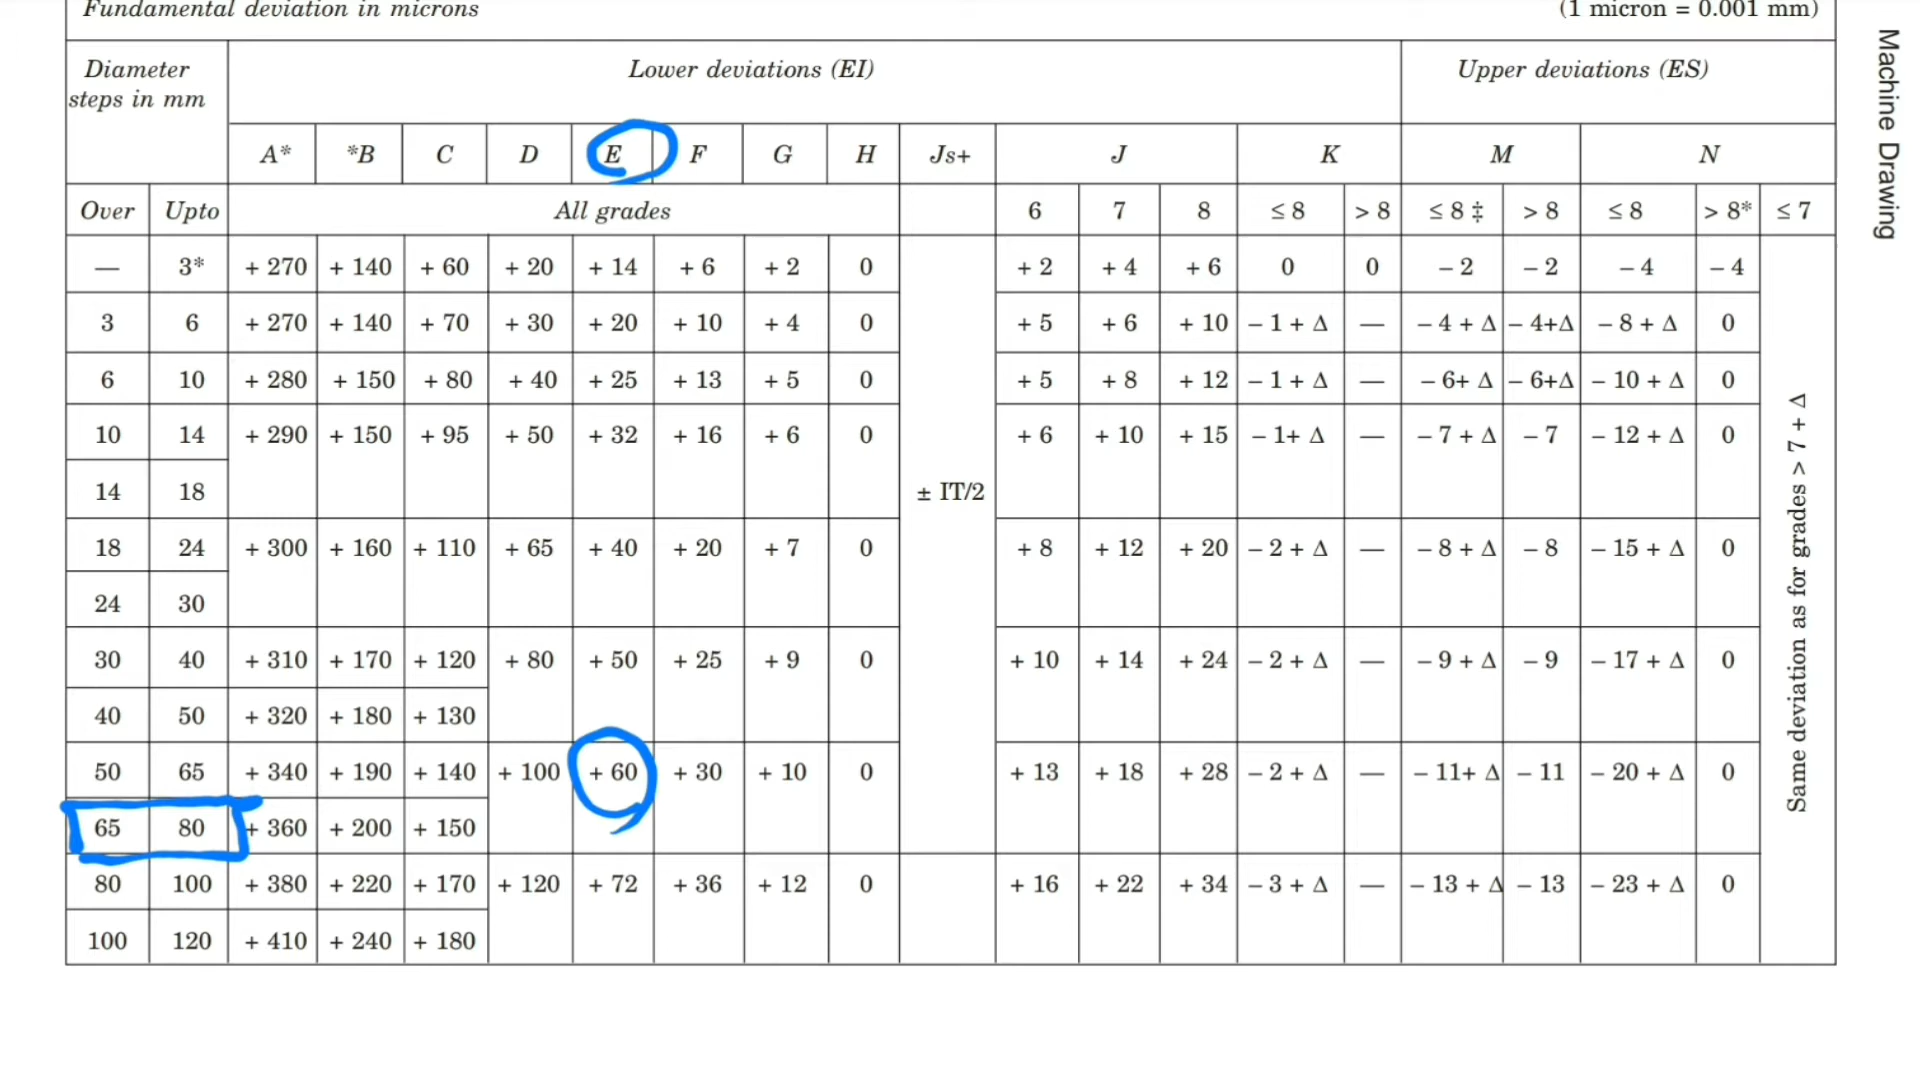 Fundamental deviation in microns (1 micron = 0.001 mm)
Diameter steps in mm Lower deviations (EI) Upper deviations (ES)
A* *B C D E F G H Js+ J K M N
Over Upto All grades 6 7 8 ≤ 8 > 8 ≤ 8 ‡ > 8 ≤ 8 > 8* ≤ 7
— 3* + 270 + 140 + 60 + 20 + 14 + 6 + 2 0 + 2 + 4 + 6 0 0 – 2 – 2 – 4 – 4
3 6 + 270 + 140 + 70 + 30 + 20 + 10 + 4 0 + 5 + 6 + 10 – 1 + Δ — – 4 + Δ – 4+Δ – 8 + Δ 0
6 10 + 280 + 150 + 80 + 40 + 25 + 13 + 5 0 + 5 + 8 + 12 – 1 + Δ — – 6+ Δ – 6+Δ – 10 + Δ 0
10 14 + 290 + 150 + 95 + 50 + 32 + 16 + 6 0 + 6 + 10 + 15 – 1+ Δ — – 7 + Δ – 7 – 12 + Δ 0
14 18 ± IT/2
18 24 + 300 + 160 + 110 + 65 + 40 + 20 + 7 0 + 8 + 12 + 20 – 2 + Δ — – 8 + Δ – 8 – 15 + Δ 0
24 30
30 40 + 310 + 170 + 120 + 80 + 50 + 25 + 9 0 + 10 + 14 + 24 – 2 + Δ — – 9 + Δ – 9 – 17 + Δ 0
40 50 + 320 + 180 + 130
50 65 + 340 + 190 + 140 + 100 + 60 + 30 + 10 0 + 13 + 18 + 28 – 2 + Δ — – 11+ Δ – 11 – 20 + Δ 0
65 80 + 360 + 200 + 150
80 100 + 380 + 220 + 170 + 120 + 72 + 36 + 12 0 + 16 + 22 + 34 – 3 + Δ — – 13 + Δ – 13 – 23 + Δ 0
100 120 + 410 + 240 + 180
Same deviation as for grades > 7 + Δ
Machine Drawing